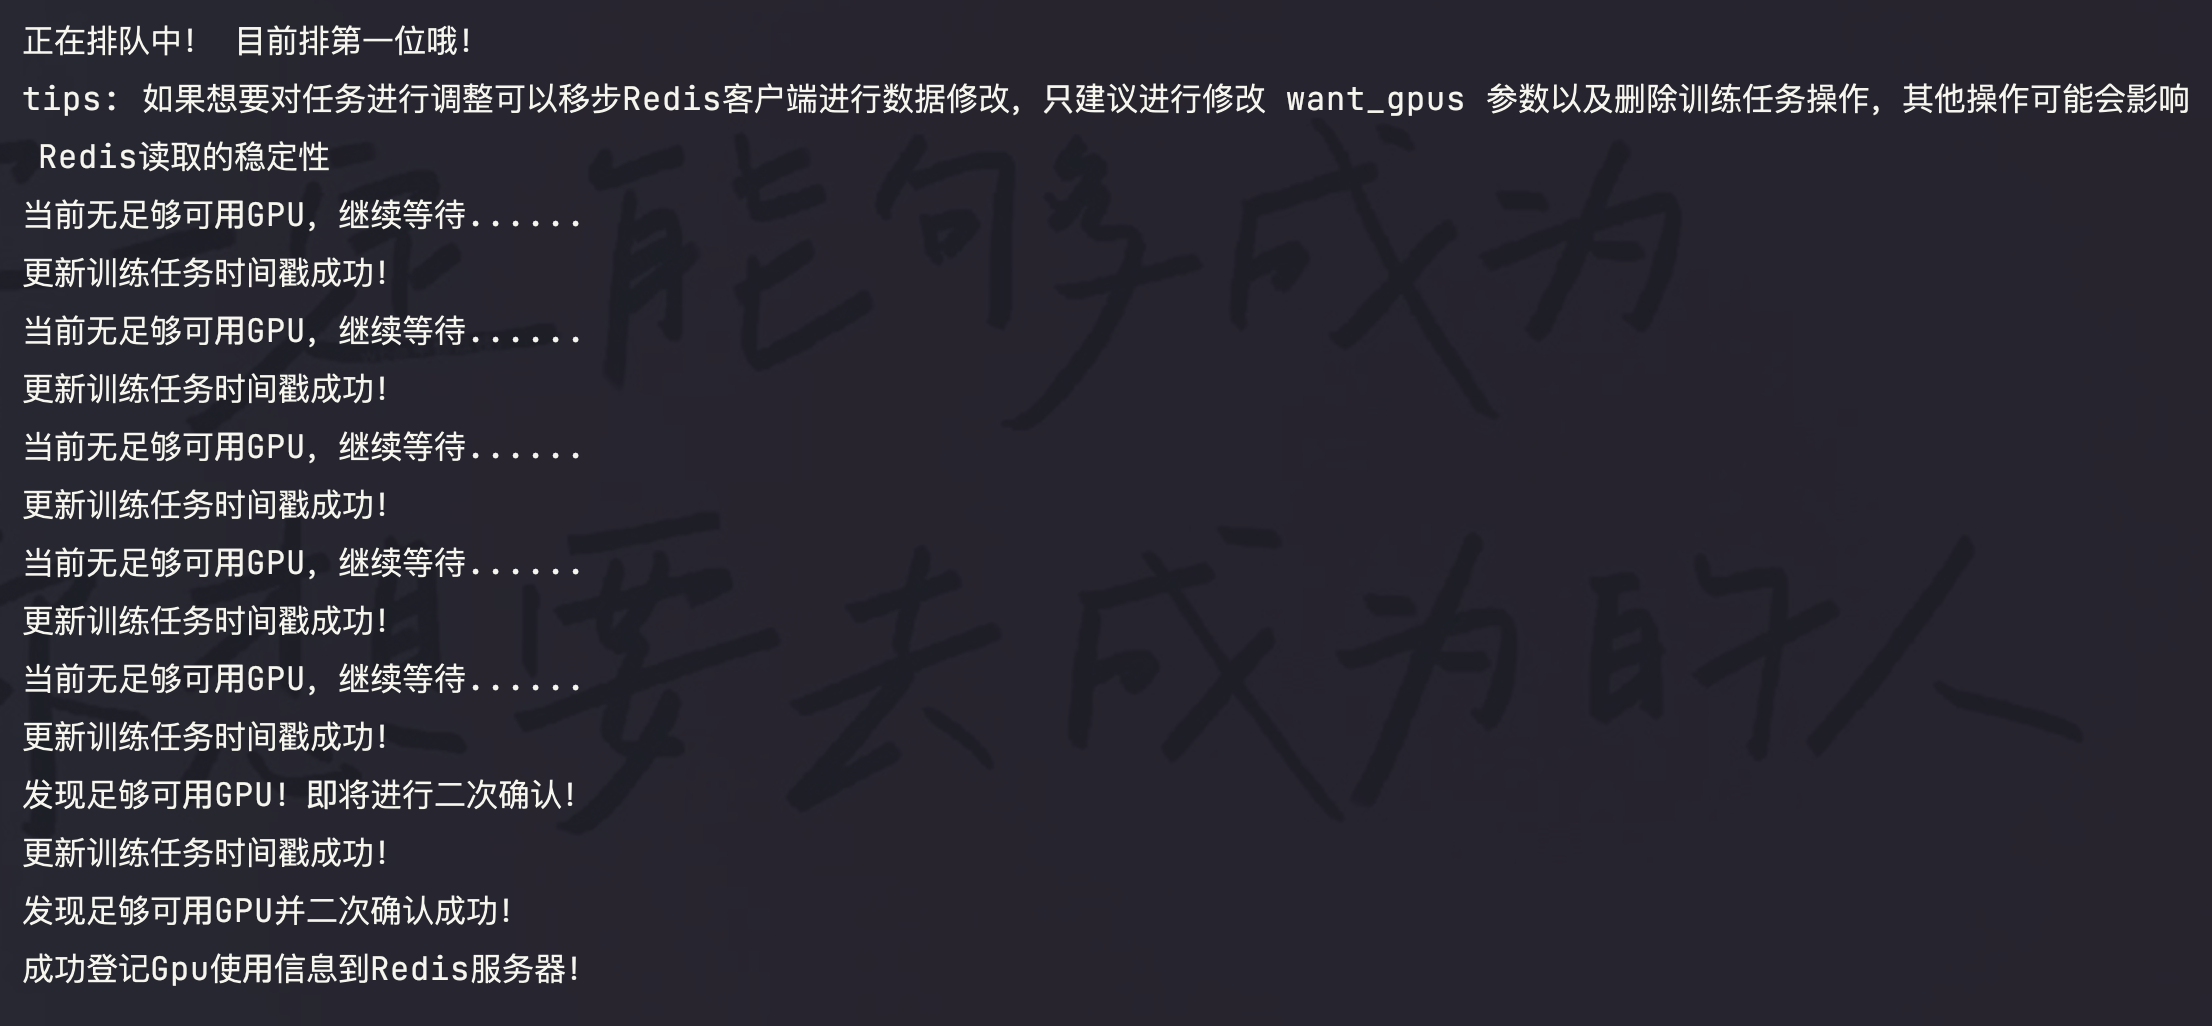 正在排队中！ 目前排第一位哦！
tips: 如果想要对任务进行调整可以移步Redis客户端进行数据修改，只建议进行修改 want_gpus 参数以及删除训练任务操作，其他操作可能会影响
Redis读取的稳定性
当前无足够可用GPU，继续等待......
更新训练任务时间戳成功！
当前无足够可用GPU，继续等待......
更新训练任务时间戳成功！
当前无足够可用GPU，继续等待......
更新训练任务时间戳成功！
当前无足够可用GPU，继续等待......
更新训练任务时间戳成功！
当前无足够可用GPU，继续等待......
更新训练任务时间戳成功！
发现足够可用GPU！即将进行二次确认！
更新训练任务时间戳成功！
发现足够可用GPU并二次确认成功！
成功登记Gpu使用信息到Redis服务器！
能够成为
想要去成为的人